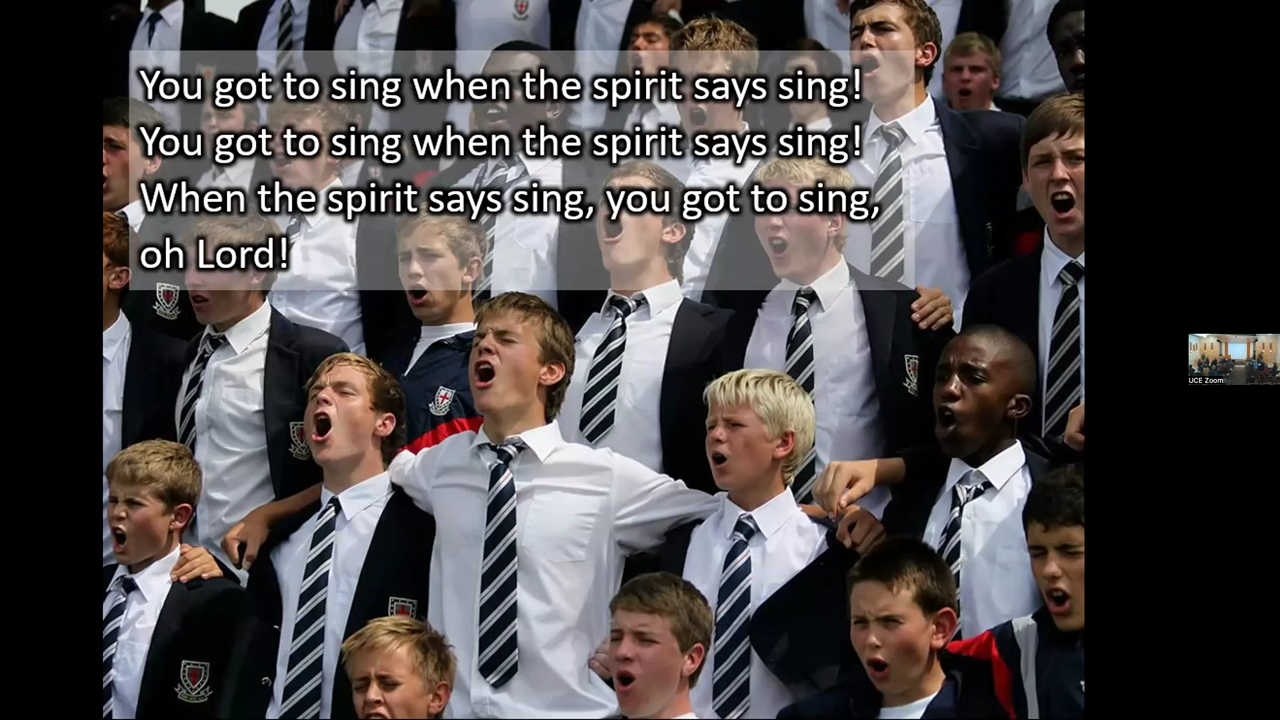 You got to sing when the spirit says sing!
You got to sing when the spirit says sing!
When the spirit says sing, you got to sing,
oh Lord!
UCE Zoom